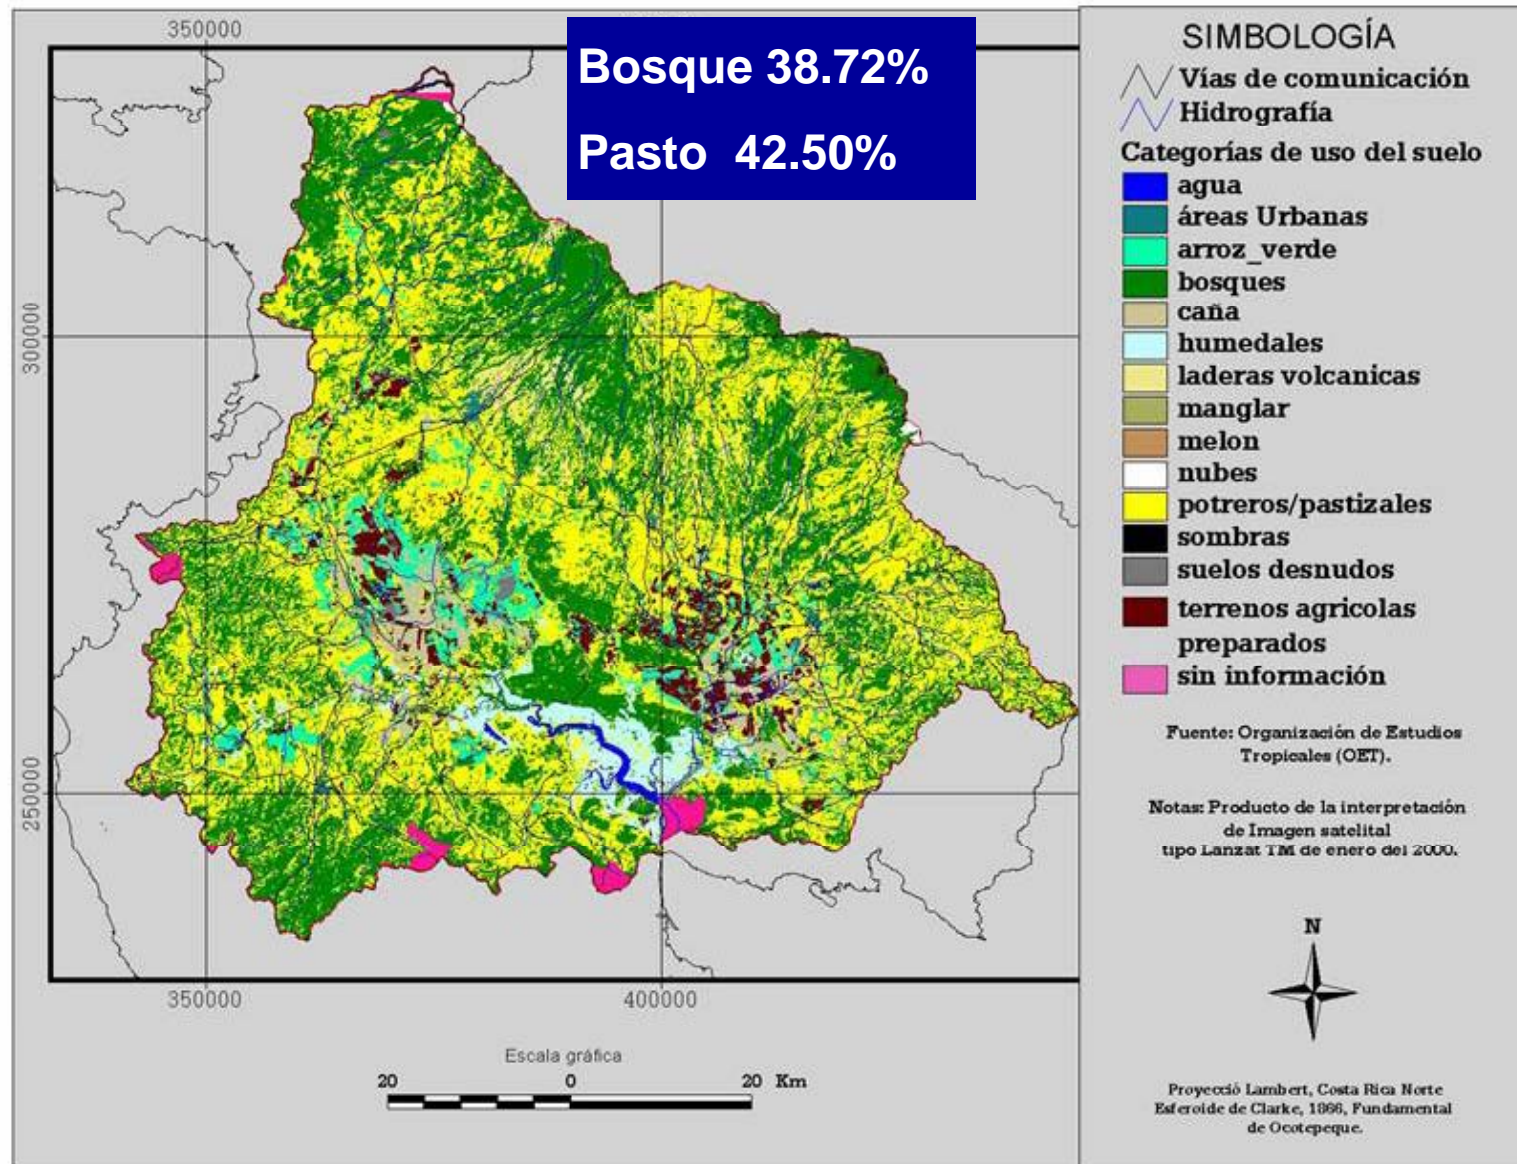 350000
Bosque 38.72%
Pasto 42.50%
300000
250000
350000
400000
Escala gráfica
20 0 20 Km
SIMBOLOGÍA
Vías de comunicación
Hidrografía
Categorías de uso del suelo
agua
áreas Urbanas
arroz_verde
bosques
caña
humedales
laderas volcanicas
manglar
melon
nubes
potreros/pastizales
sombras
suelos desnudos
terrenos agricolas
preparados
sin información
Fuente: Organización de Estudios
Tropicales (OET).
Notas: Producto de la interpretación
de Imagen satelital
tipo Lanzat TM de enero del 2000.
N
Proyecció Lambert, Costa Rica Norte
Esferoide de Clarke, 1866, Fundamental
de Ocotepeque.